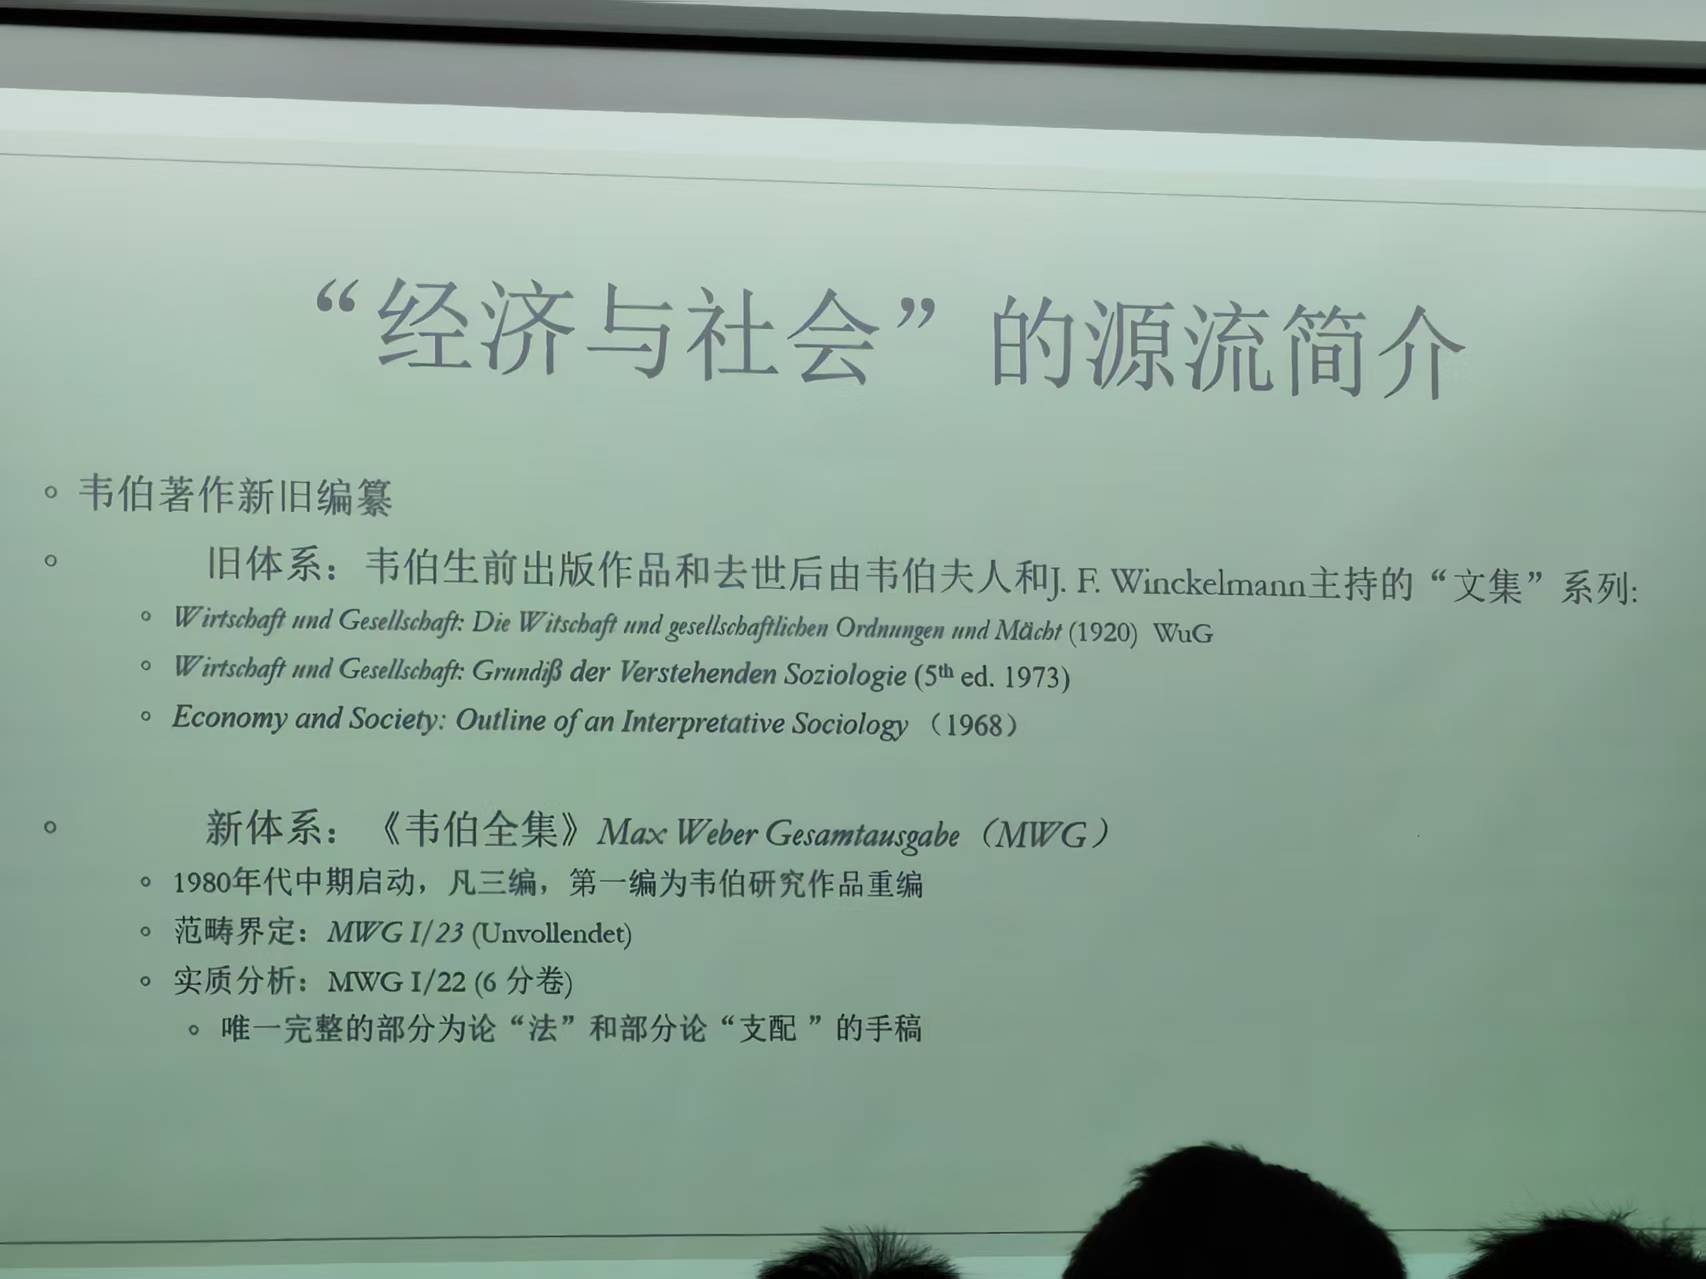 “经济与社会”的源流简介
韦伯著作新旧编纂
旧体系：韦伯生前出版作品和去世后由韦伯夫人和J. F. Winckelmann主持的“文集”系列:
Wirtschaft und Gesellschaft: Die Witschaft und gesellschaftlichen Ordnungen und Mächt (1920) WuG
Wirtschaft und Gesellschaft: Grundiß der Verstehenden Soziologie (5th ed. 1973)
Economy and Society: Outline of an Interpretative Sociology（1968）
新体系：《韦伯全集》Max Weber Gesamtausgabe（MWG）
1980年代中期启动，凡三编，第一编为韦伯研究作品重编
范畴界定：MWG I/23 (Unvollendet)
实质分析：MWG I/22 (6 分卷)
唯一完整的部分为论“法”和部分论“支配 ”的手稿